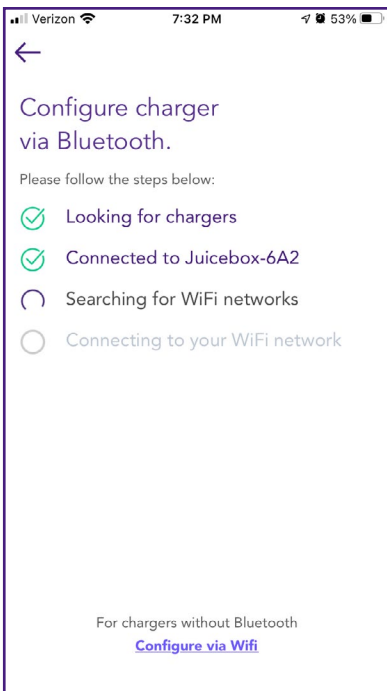 Verizon 7:32 PM 53%
Configure charger
via Bluetooth.
Please follow the steps below:
Looking for chargers
Connected to Juicebox-6A2
Searching for WiFi networks
Connecting to your WiFi network
For chargers without Bluetooth
Configure via Wifi